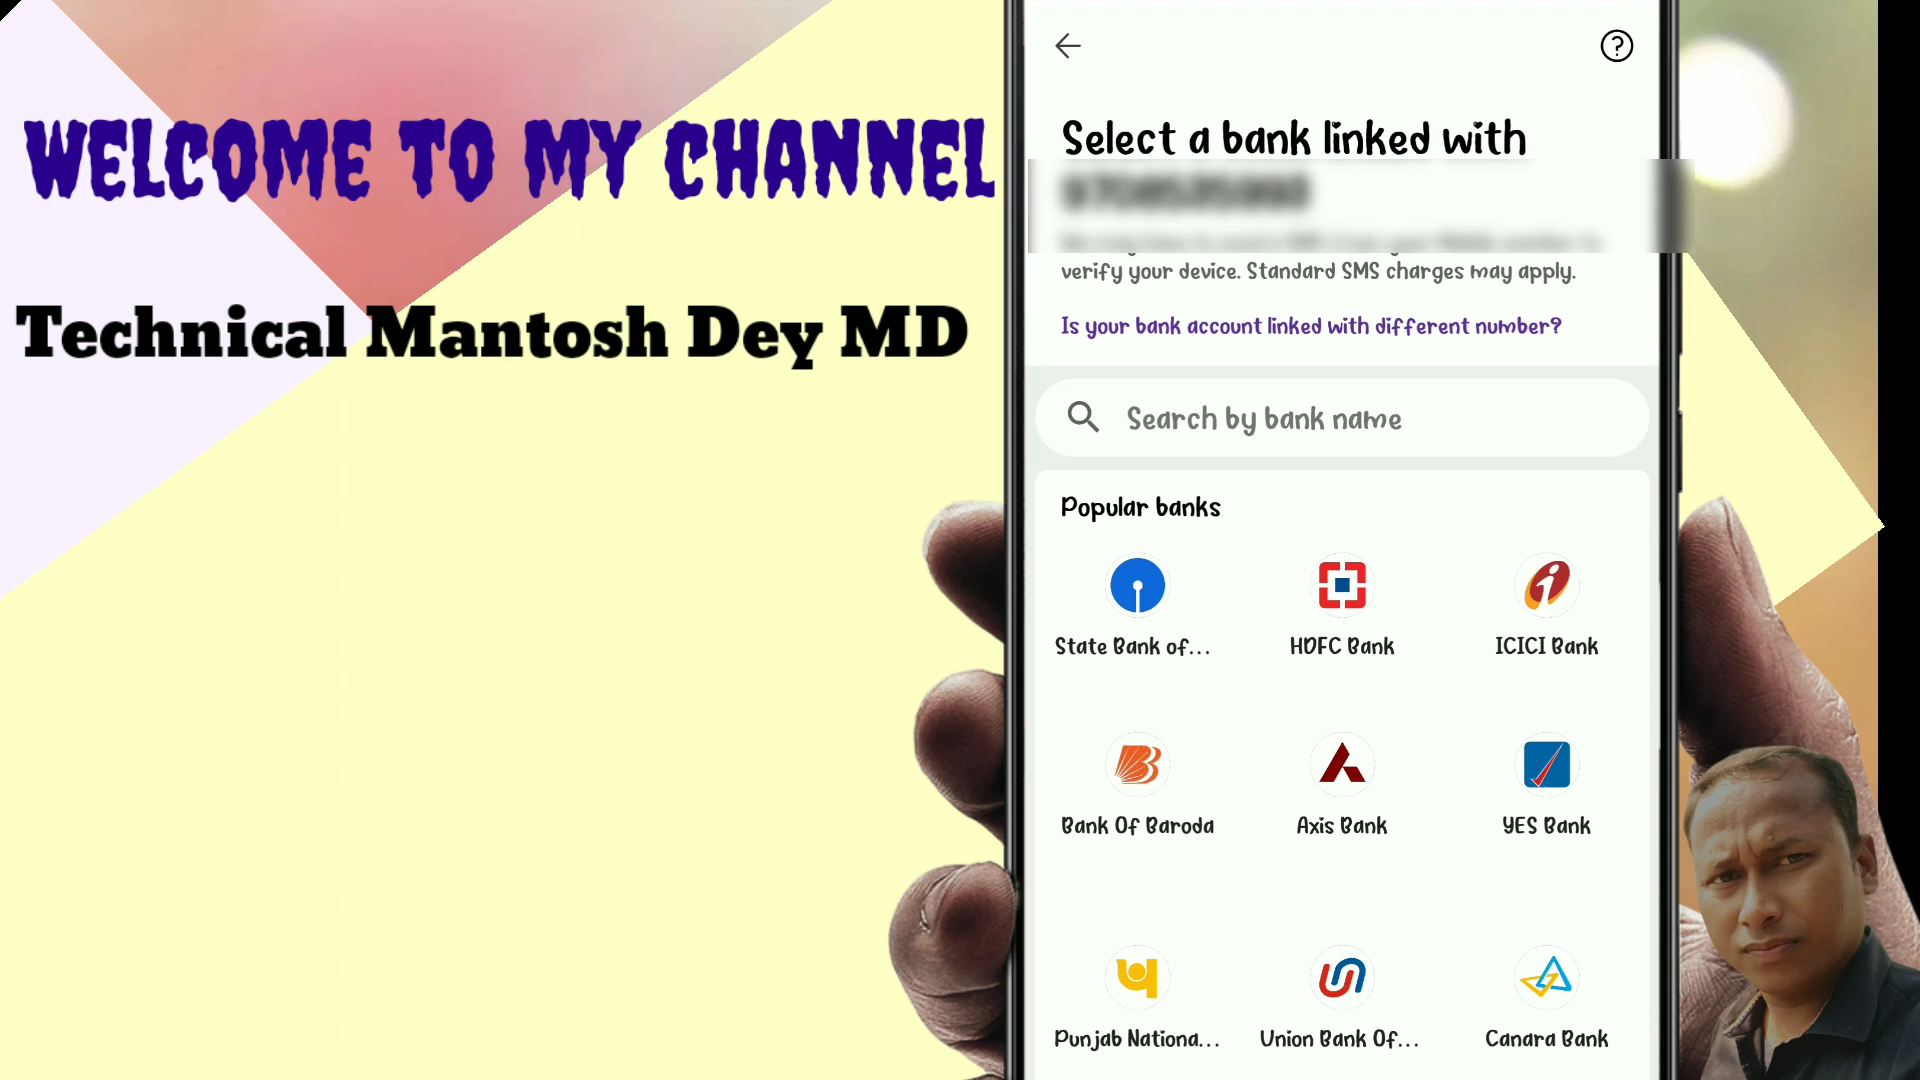 WELCOME TO MY CHANNEL
Technical Mantosh Dey MD
Select a bank linked with
verify your device. Standard SMS charges may apply.
Is your bank account linked with different number?
Search by bank name
Popular banks
State Bank of...
HDFC Bank
ICICI Bank
Bank Of Baroda
Axis Bank
YES Bank
Punjab Nationa...
Union Bank Of...
Canara Bank